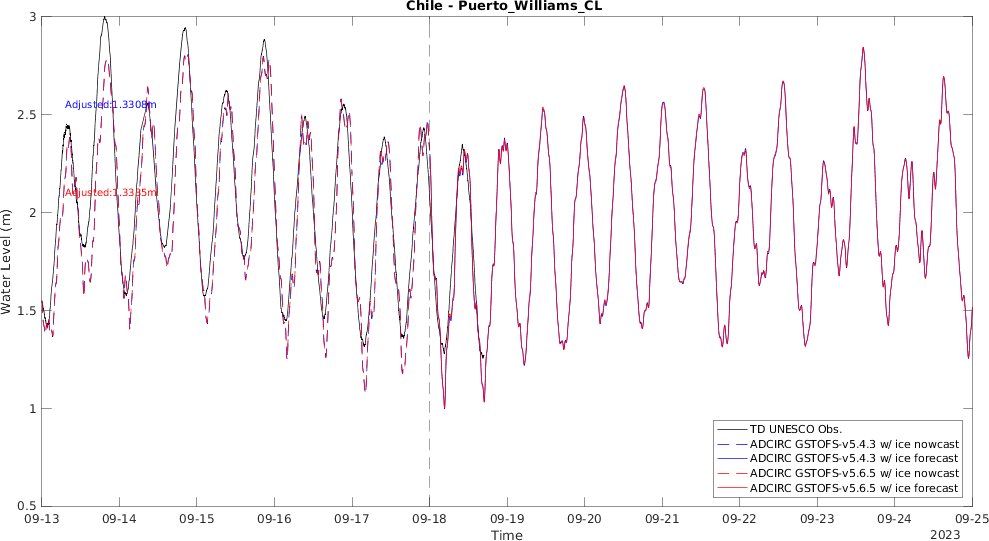 Chile - Puerto_Williams_CL
3
2.5
2
1.5
1
0.5
Water Level (m)
Adjusted:1.3308m
Adjusted:1.3335m
TD UNESCO Obs.
ADCIRC GSTOFS-v5.4.3 w/ ice nowcast
ADCIRC GSTOFS-v5.4.3 w/ ice forecast
ADCIRC GSTOFS-v5.6.5 w/ ice nowcast
ADCIRC GSTOFS-v5.6.5 w/ ice forecast
09-13 09-14 09-15 09-16 09-17 09-18 09-19 09-20 09-21 09-22 09-23 09-24 09-25
Time
2023